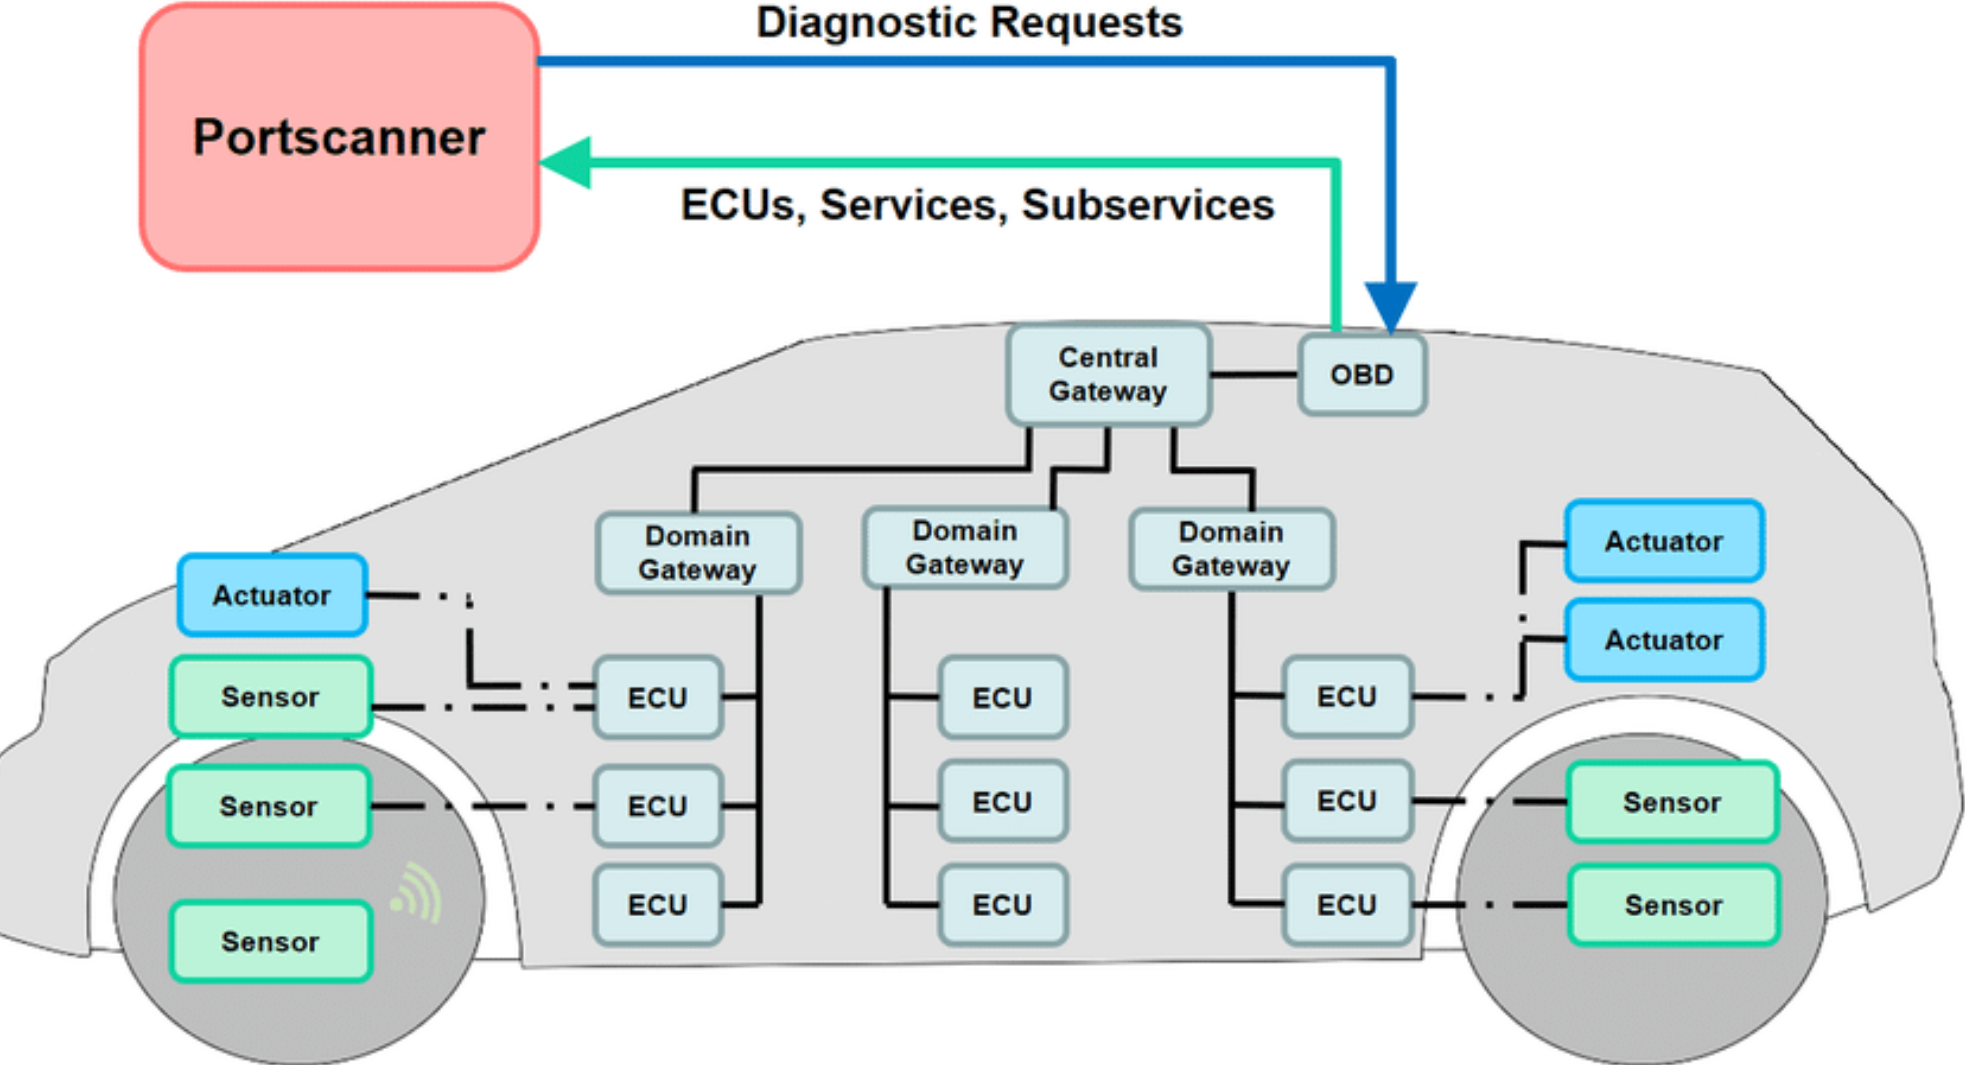 Diagnostic Requests
Portscanner
ECUs, Services, Subservices
Central
Gateway
OBD
Domain
Gateway
Domain
Gateway
Domain
Gateway
Actuator
Actuator
Actuator
Sensor
ECU
ECU
ECU
Sensor
ECU
ECU
ECU
Sensor
Sensor
ECU
ECU
ECU
Sensor
Sensor